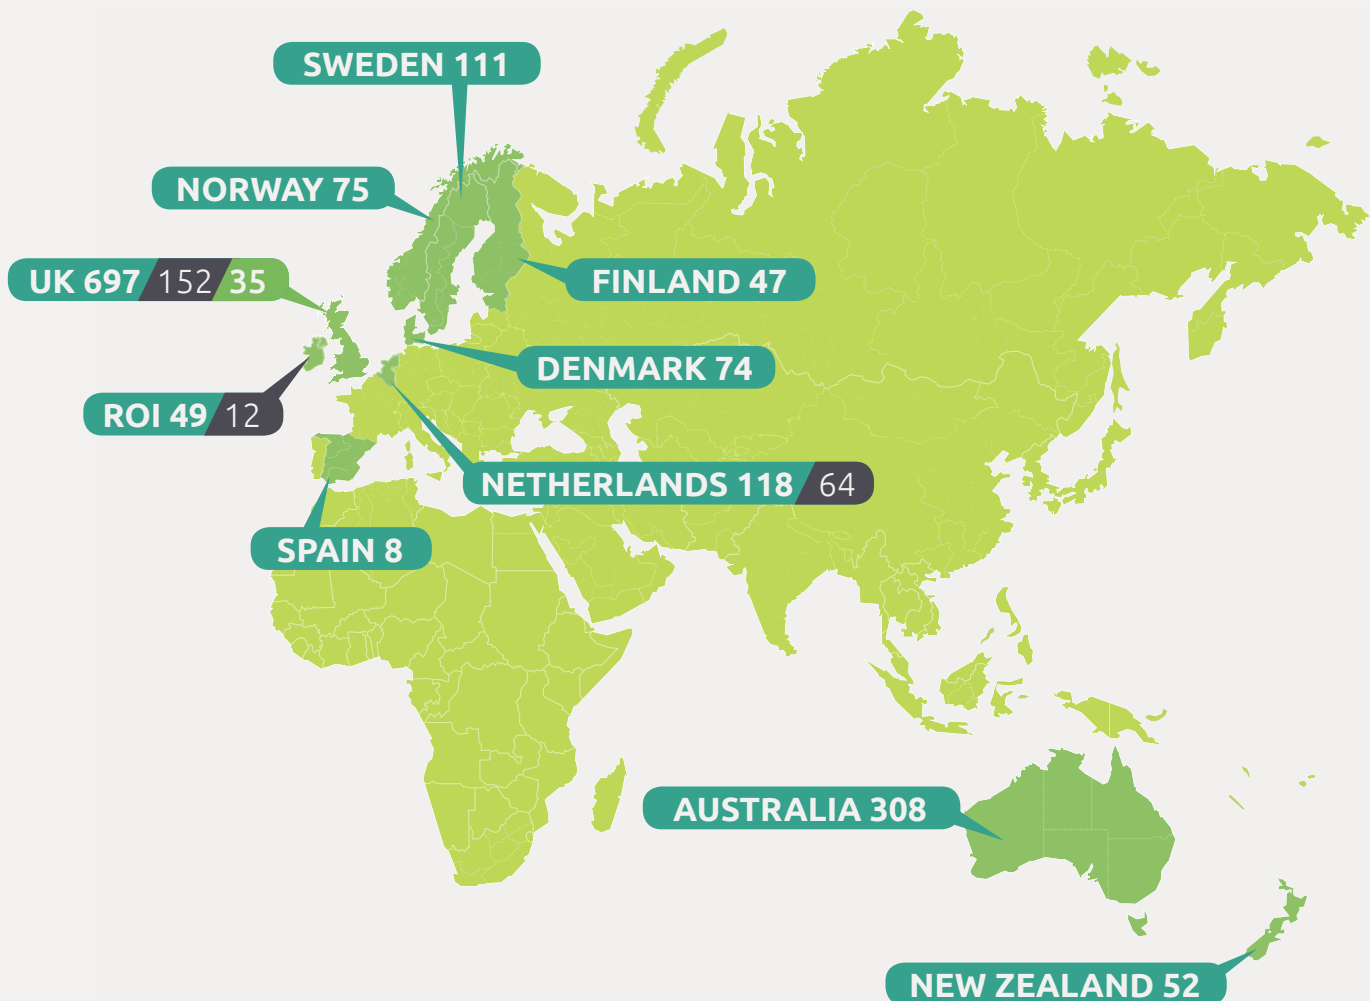 SWEDEN 111
NORWAY 75
UK 697 152 35
FINLAND 47
DENMARK 74
ROI 49 12
NETHERLANDS 118 64
SPAIN 8
AUSTRALIA 308
NEW ZEALAND 52